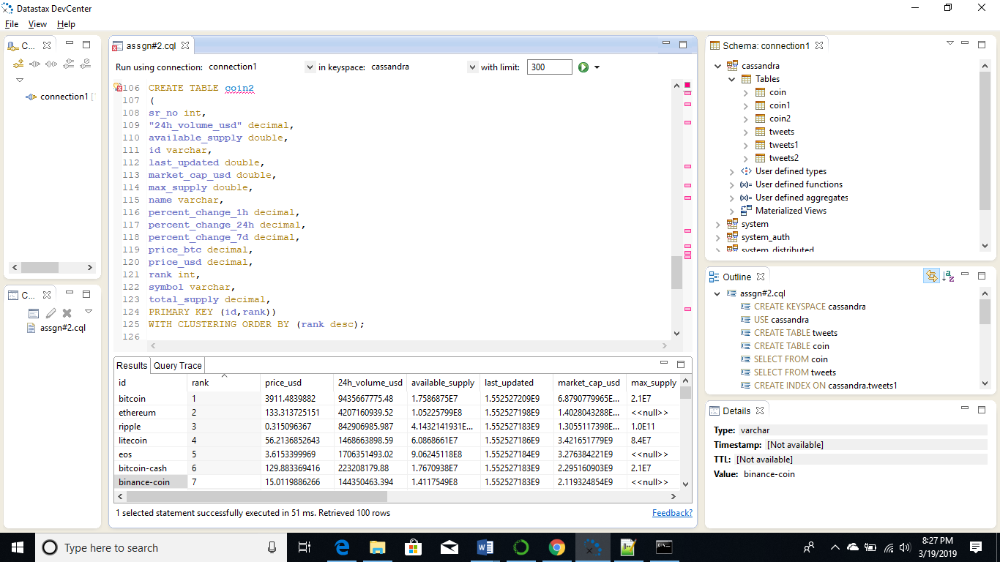 Datastax DevCenter
File View Help
C...
connection1
C...
assgn#2.cql
assgn#2.cql
Run using connection: connection1 in keyspace: cassandra with limit: 300
106 CREATE TABLE coin2
107 (
108 sr_no int,
109 "24h_volume_usd" decimal,
110 available_supply double,
111 id varchar,
112 last_updated double,
113 market_cap_usd double,
114 max_supply double,
115 name varchar,
116 percent_change_1h decimal,
117 percent_change_24h decimal,
118 percent_change_7d decimal,
119 price_btc decimal,
120 price_usd decimal,
121 rank int,
122 symbol varchar,
123 total_supply decimal,
124 PRIMARY KEY (id,rank))
125 WITH CLUSTERING ORDER BY (rank desc);
126
Results Query Trace
id rank price_usd 24h_volume_usd available_supply last_updated market_cap_usd max_supply
bitcoin 1 3911.4839882 9435667775.48 1.7586875E7 1.552527209E9 6.8790779965E... 2.1E7
ethereum 2 133.313725151 4207160939.52 1.05225799E8 1.552527198E9 1.4028043288E... <<null>>
ripple 3 0.315096367 842906985.987 4.1432141931E... 1.552527183E9 1.3055117398E... 1.0E11
litecoin 4 56.2136852643 1468663898.59 6.0868661E7 1.552527186E9 3.421651779E9 8.4E7
eos 5 3.6153399969 1706351493.02 9.06245118E8 1.552527184E9 3.276384221E9 <<null>>
bitcoin-cash 6 129.883369416 223208179.88 1.7670938E7 1.552527184E9 2.295160903E9 2.1E7
binance-coin 7 15.0119886266 144350463.394 1.4117549E8 1.552527183E9 2.119324854E9 <<null>>
1 selected statement successfully executed in 51 ms. Retrieved 100 rows Feedback?
Schema: connection1
cassandra
Tables
coin
coin1
coin2
tweets
tweets1
tweets2
User defined types
User defined functions
User defined aggregates
Materialized Views
system
system_auth
system_distributed
Outline
assgn#2.cql
CREATE KEYSPACE cassandra
USE cassandra
CREATE TABLE tweets
CREATE TABLE coin
SELECT FROM coin
SELECT FROM tweets
CREATE INDEX ON cassandra.tweets1
Details
Type: varchar
Timestamp: [Not available]
TTL: [Not available]
Value: binance-coin
Type here to search
8:27 PM
3/19/2019